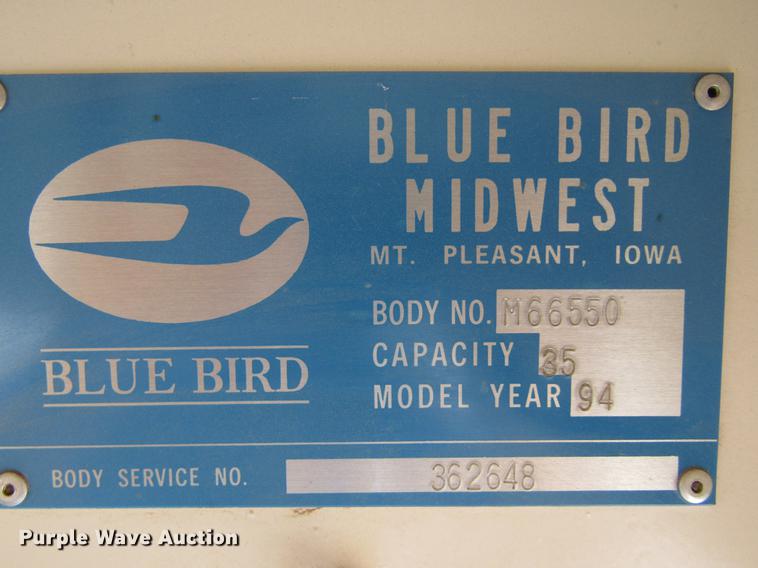 BLUE BIRD
MIDWEST
MT. PLEASANT, IOWA
BODY NO. M66550
CAPACITY 35
MODEL YEAR 94
BLUE BIRD
BODY SERVICE NO. 362648
Purple Wave Auction